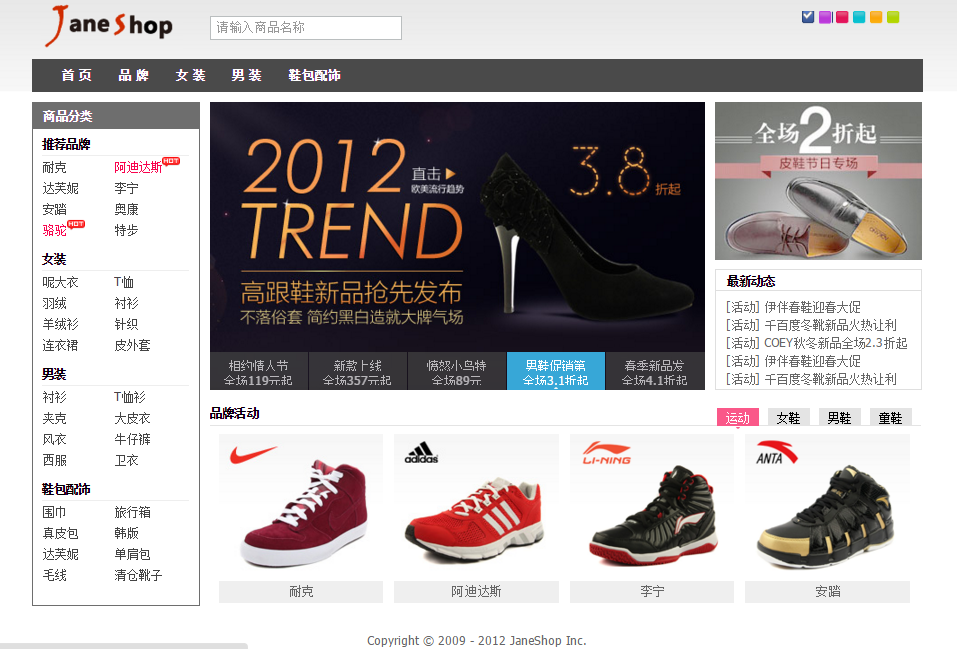 JaneShop
请输入商品名称
首 页 品 牌 女 装 男 装 鞋包配饰
商品分类
推荐品牌
耐克 阿迪达斯 HOT
达芙妮 李宁
安踏 奥康
骆驼 HOT 特步
女装
呢大衣 T恤
羽绒 衬衫
羊绒衫 针织
连衣裙 皮外套
男装
衬衫 T恤衫
夹克 大皮衣
风衣 牛仔裤
西服 卫衣
鞋包配饰
围巾 旅行箱
真皮包 韩版
达芙妮 单肩包
毛线 清仓靴子
2012 直击
欧美流行趋势
TREND
3.8折起
高跟鞋新品抢先发布
不落俗套 简约黑白造就大牌气场
相约情人节
全场119元起
新款上线
全场357元起
愤怒小鸟特
全场89元
男鞋促销第
全场3.1折起
春季新品发
全场4.1折起
全场2折起
皮鞋节日专场
最新动态
[活动] 伊伴春鞋迎春大促
[活动] 千百度冬靴新品火热让利
[活动] COEY秋冬新品全场2.3折起
[活动] 伊伴春鞋迎春大促
[活动] 千百度冬靴新品火热让利
品牌活动
运动 女鞋 男鞋 童鞋
adidas LI-NING ANTA
耐克 阿迪达斯 李宁 安踏
Copyright © 2009 - 2012 JaneShop Inc.